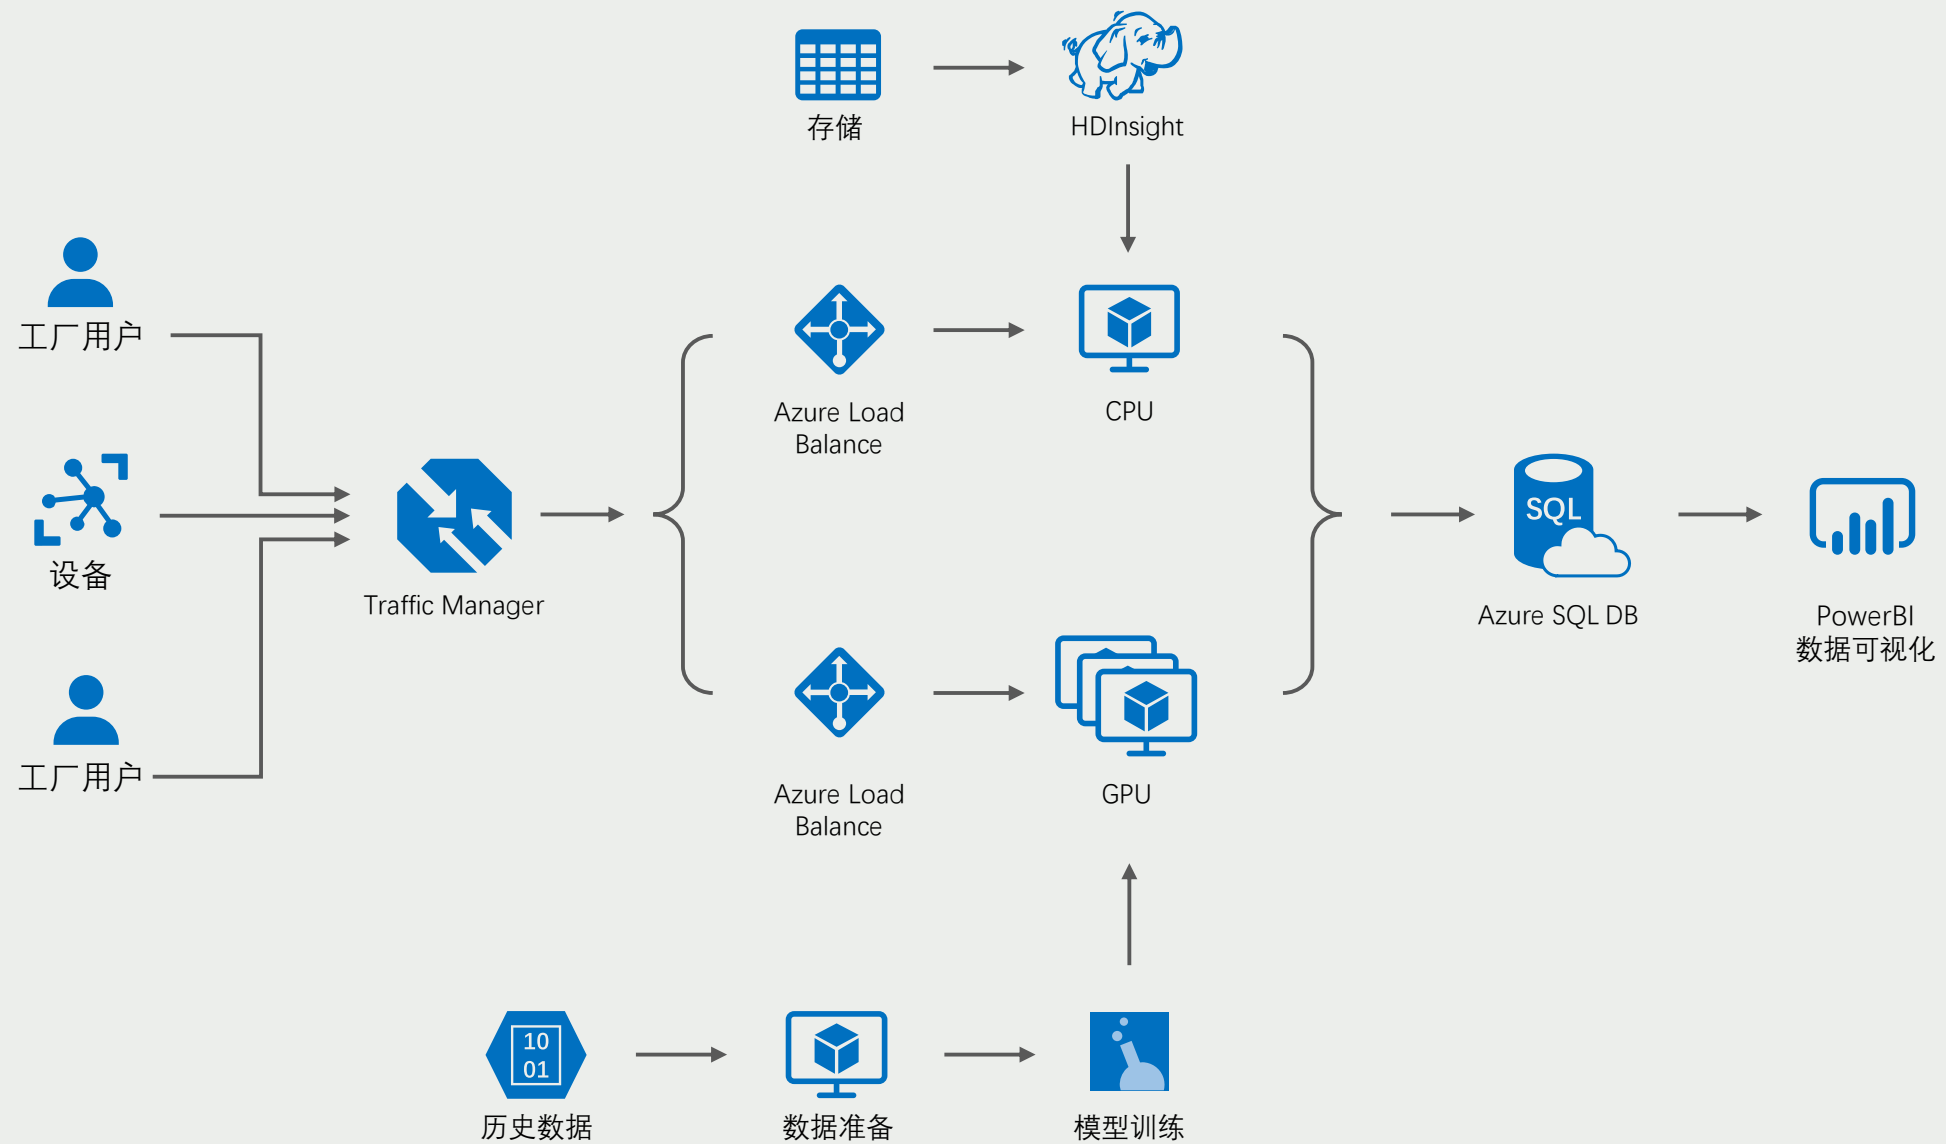 存储
HDInsight
工厂用户
Azure Load
Balance
CPU
设备
Traffic Manager
SQL
Azure SQL DB
PowerBI
数据可视化
工厂用户
Azure Load
Balance
GPU
10
01
历史数据
数据准备
模型训练